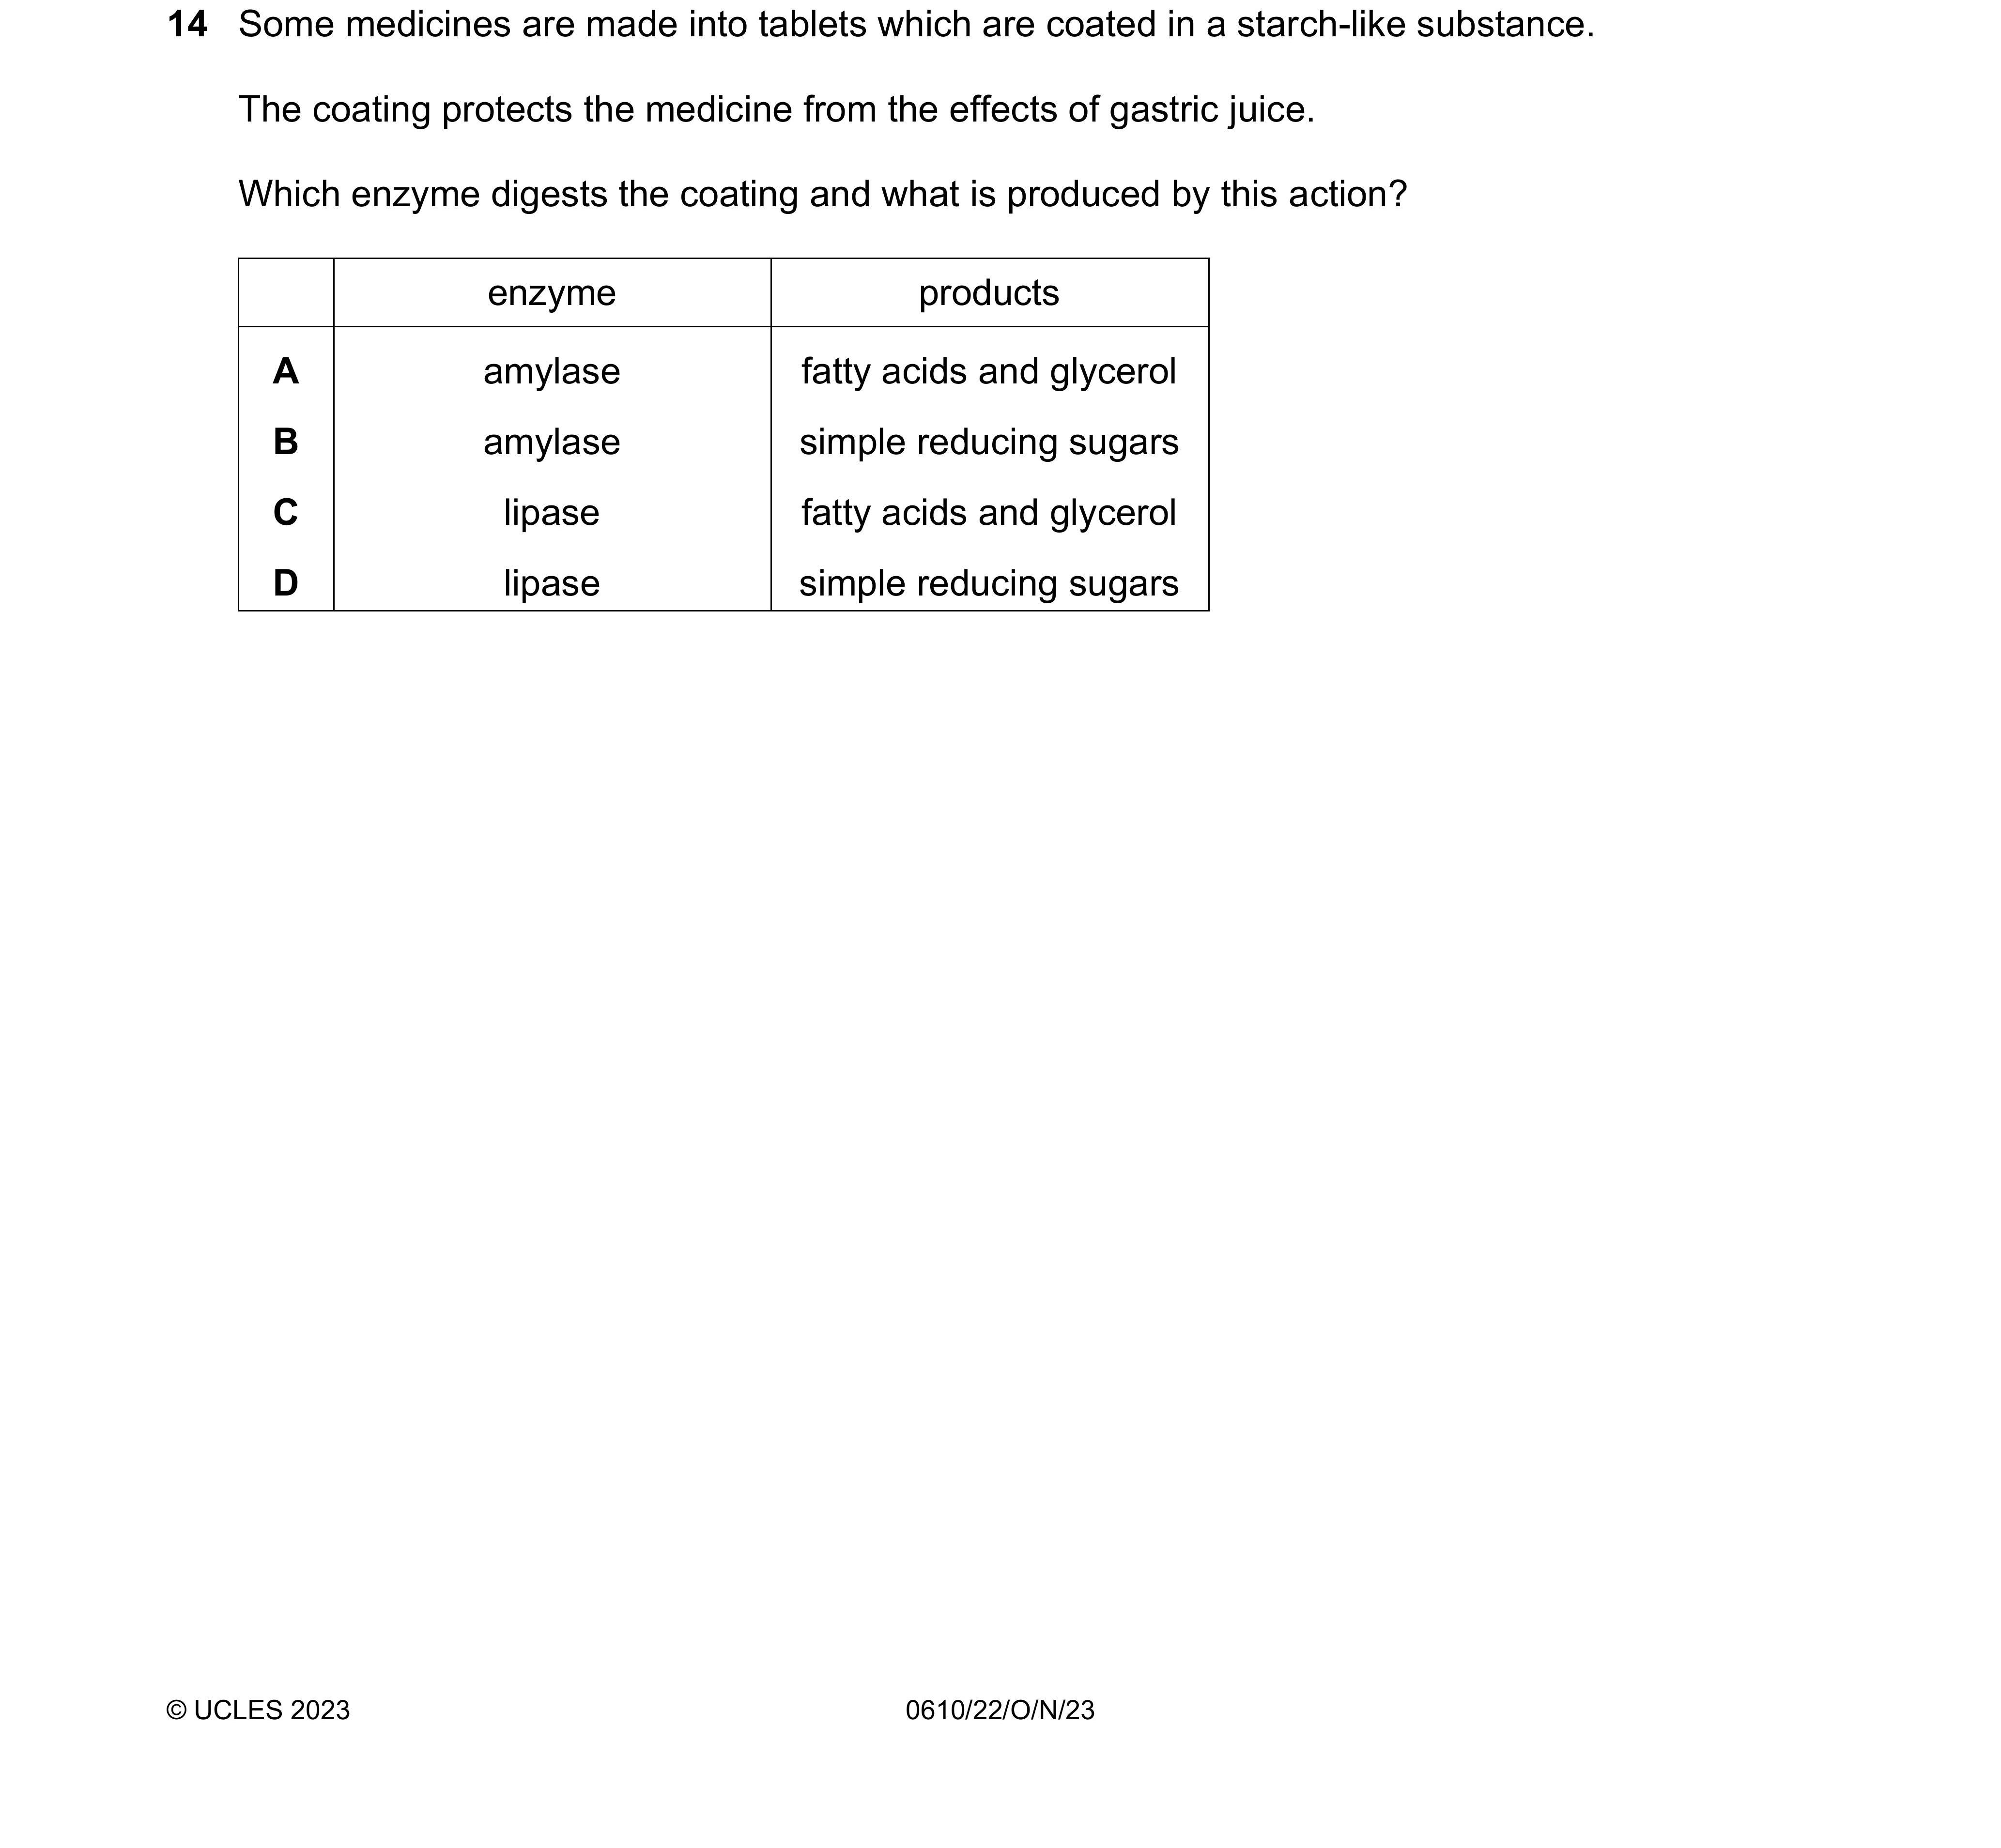 14 Some medicines are made into tablets which are coated in a starch-like substance.
The coating protects the medicine from the effects of gastric juice.
Which enzyme digests the coating and what is produced by this action?
enzyme products
A amylase fatty acids and glycerol
B amylase simple reducing sugars
C lipase fatty acids and glycerol
D lipase simple reducing sugars
© UCLES 2023 0610/22/O/N/23